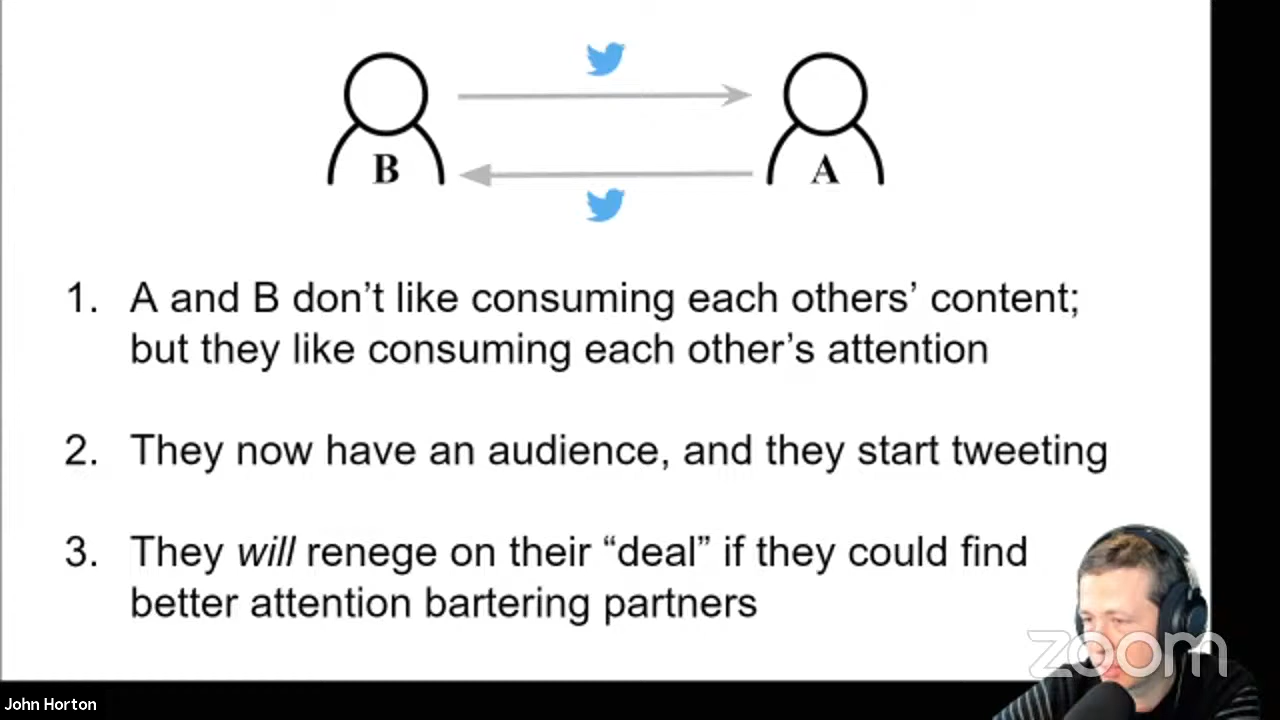 B
A
1. A and B don’t like consuming each others’ content;
but they like consuming each other’s attention
2. They now have an audience, and they start tweeting
3. They will renege on their “deal” if they could find
better attention bartering partners
zoom
John Horton